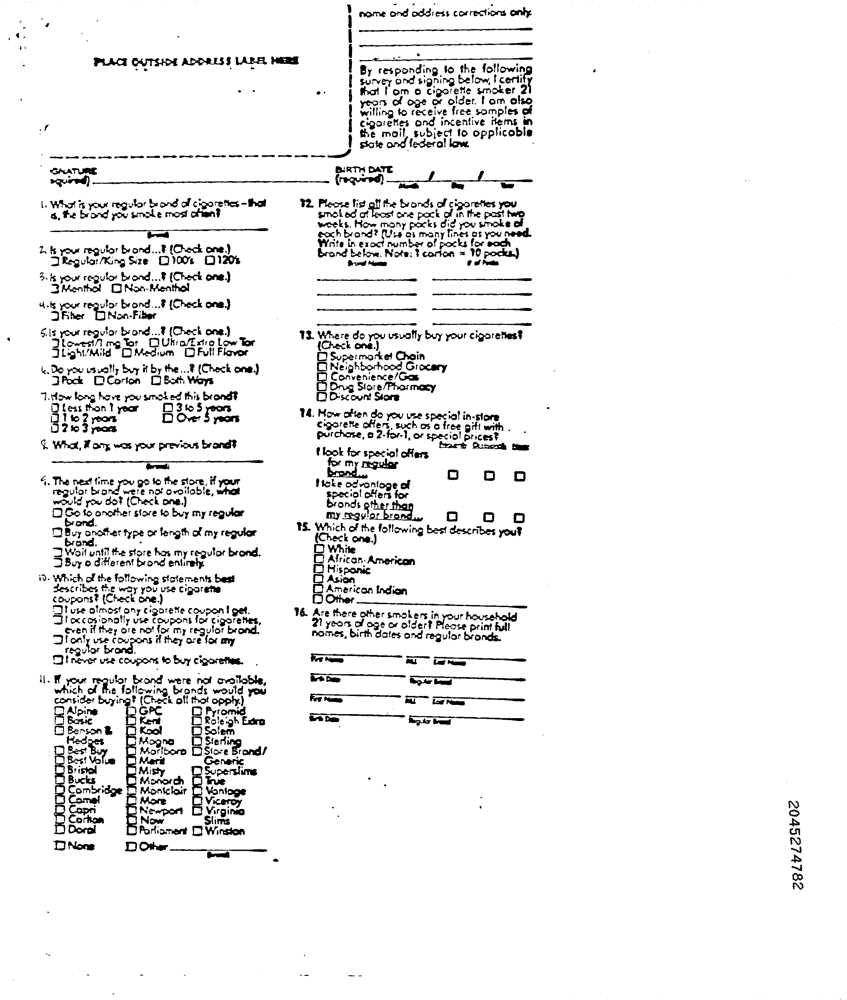 name and address corrections only.
PLACE OUTSIDE ADDRESS LABEL HERE
By responding to the following
survey and signing below, I certify
that I am a cigarette smoker 21
years of age or older. I am also
willing to receive free samples of
cigarettes and incentive items in
the mail, subject to applicable
state and federal law.
GNATURE
equired)
BIRTH DATE
(required) / / /
Month Day Year
1. What is your regular brand of cigarettes – that
is, the brand you smoke most often?
Brand
2. Is your regular brand...? (Check one.)
Regular/King Size 100's 120's
3. Is your regular brand...? (Check one.)
Menthol Non-Menthol
4. Is your regular brand...? (Check one.)
Filter Non-Filter
5. Is your regular brand...? (Check one.)
Lowest/1 mg Tar Ultra/Extra Low Tar
Light/Mild Medium Full Flavor
6. Do you usually buy it by the...? (Check one.)
Pack Carton Both Ways
7. How long have you smoked this brand?
Less than 1 year 3 to 5 years
1 to 2 years Over 5 years
2 to 3 years
8. What, if any, was your previous brand?
Brand
9. The next time you go to the store, if your
regular brand were not available, what
would you do? (Check one.)
Go to another store to buy my regular
brand.
Buy another type or length of my regular
brand.
Wait until the store has my regular brand.
Buy a different brand entirely.
10. Which of the following statements best
describes the way you use cigarette
coupons? (Check one.)
I use almost any cigarette coupon I get.
I occasionally use coupons for cigarettes,
even if they are not for my regular brand.
I only use coupons if they are for my
regular brand.
I never use coupons to buy cigarettes.
11. If your regular brand were not available,
which of the following brands would you
consider buying? (Check all that apply.)
Alpine GPC Pyramid
Basic Kent Raleigh Extra
Benson & Kool Salem
Hedges Magna Sterling
Best Buy Marlboro Store Brand/
Best Value Merit Generic
Bristol Misty Superslims
Bucks Monarch True
Cambridge Montclair Vantage
Camel More Viceroy
Capri Newport Virginia
Carlton Now Slims
Doral Parliament Winston
None Other
Brand
12. Please list all the brands of cigarettes you
smoked at least one pack of in the past two
weeks. How many packs did you smoke of
each brand? (Use as many lines as you need.
Write in exact number of packs for each
brand below. Note: 1 carton = 10 packs.)
Brand Name # of Packs
13. Where do you usually buy your cigarettes?
(Check one.)
Supermarket Chain
Neighborhood Grocery
Convenience/Gas
Drug Store/Pharmacy
Discount Store
14. How often do you use special in-store
cigarette offers, such as a free gift with
purchase, a 2-for-1, or special prices?
I look for special offers
for my regular
brand...
I take advantage of
special offers for
brands other than
my regular brand...
15. Which of the following best describes you?
(Check one.)
White
African-American
Hispanic
Asian
American Indian
Other
16. Are there other smokers in your household
21 years of age or older? Please print full
names, birth dates and regular brands.
First Name M.I. Last Name
Birth Date Regular Brand
First Name M.I. Last Name
Birth Date Regular Brand
2045274782